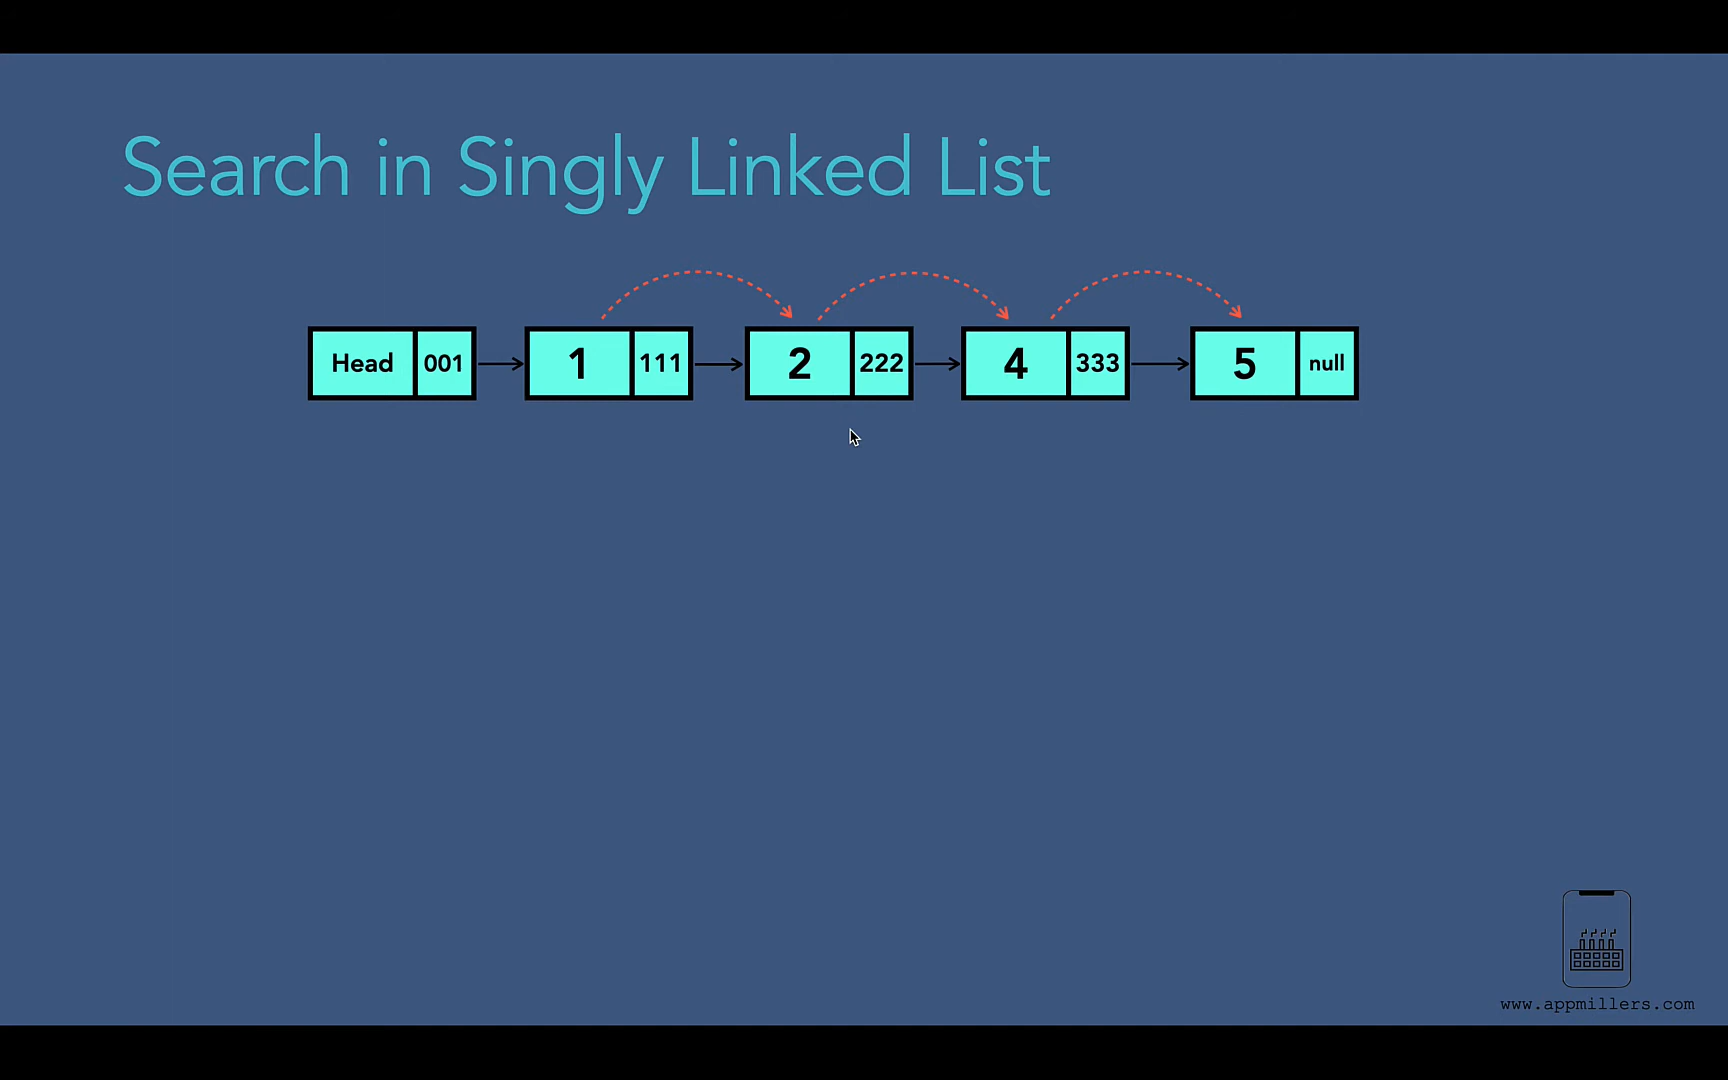 Search in Singly Linked List
Head 001 1 111 2 222 4 333 5 null
www.appmillers.com